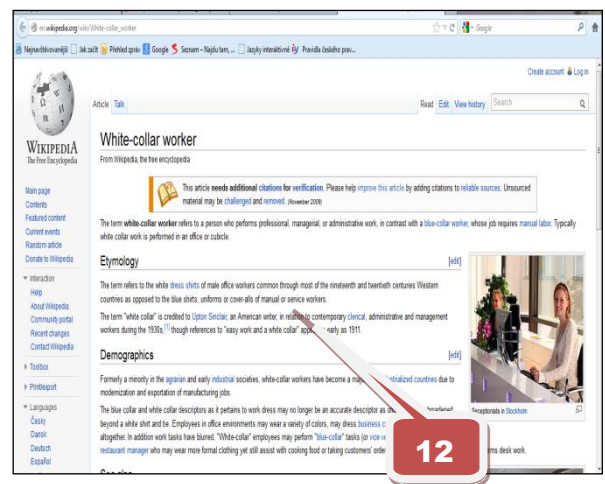 en.wikipedia.org/wiki/White-collar_worker
Google
Nejnavštěvovanější Jak začít Přehled zpráv Google Seznam – Najdu tam, ... Jazyky interaktivně Pravidla českého prav...
Create account Log in
Article Talk Read Edit View history Search
WIKIPEDIA
The Free Encyclopedia
Main page
Contents
Featured content
Current events
Random article
Donate to Wikipedia
Interaction
Help
About Wikipedia
Community portal
Recent changes
Contact Wikipedia
Toolbox
Print/export
Languages
Česky
Dansk
Deutsch
Español
White-collar worker
From Wikipedia, the free encyclopedia
This article needs additional citations for verification. Please help improve this article by adding citations to reliable sources. Unsourced
material may be challenged and removed. (November 2009)
The term white-collar worker refers to a person who performs professional, managerial, or administrative work, in contrast with a blue-collar worker, whose job requires manual labor. Typically
white collar work is performed in an office or cubicle.
Etymology [edit]
The term refers to the white dress shirts of male office workers common through most of the nineteenth and twentieth centuries Western
countries as opposed to the blue shirts, uniforms or cover-alls of manual or service workers.
The term "white collar" is credited to Upton Sinclair, an American writer, in relation to contemporary clerical, administrative and management
workers during the 1930s,[1] though references to "easy work and a white collar" early as 1911.
Demographics [edit]
Formerly a minority in the agrarian and early industrial societies, white-collar workers have become a countries due to
modernization and exportation of manufacturing jobs.
The blue collar and white collar descriptors as it pertains to work dress may no longer be an accurate descriptor as
beyond a white shirt and tie. Employees in office environments may wear a variety of colors, may dress business
altogether. In addition work tasks have blurred. "White-collar" employees may perform "blue-collar" tasks (or vice
restaurant manager who may wear more formal clothing yet still assist with cooking food or taking customers' desk work.
Receptionists in Stockholm
12